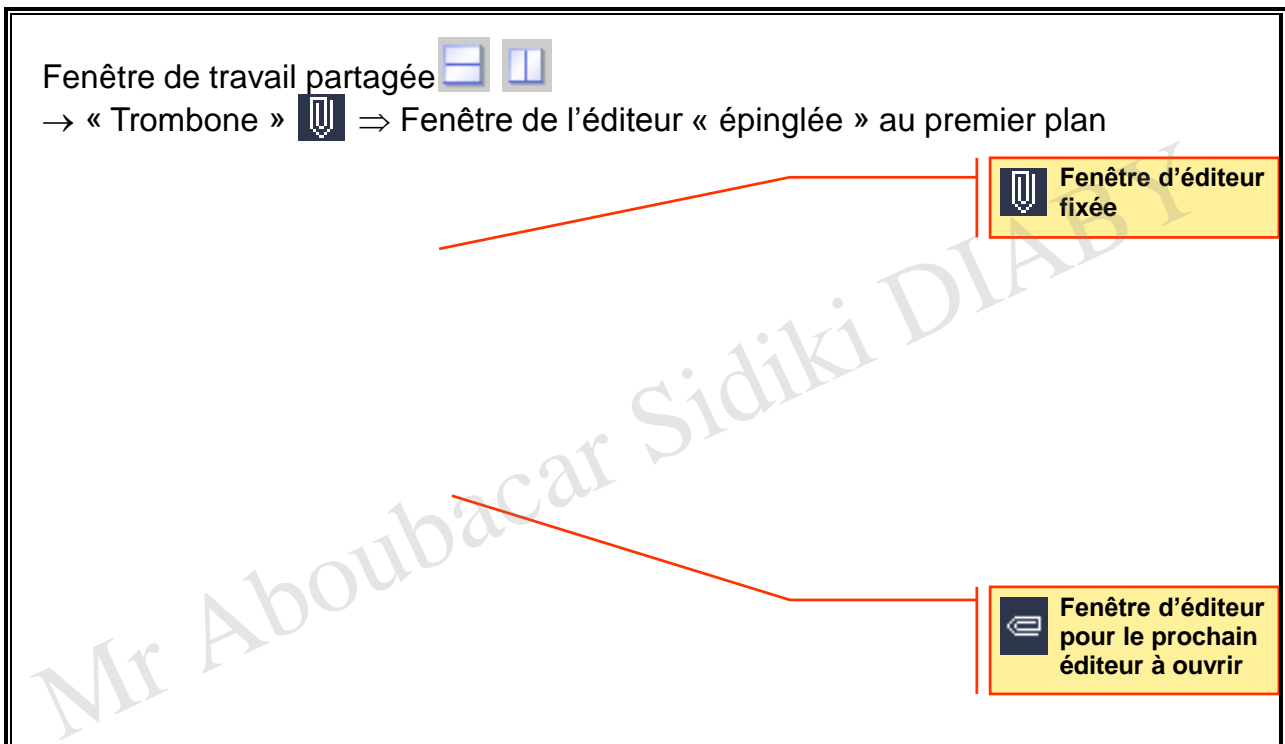 Fenêtre de travail partagée
→ « Trombone » ⇒ Fenêtre de l’éditeur « épinglée » au premier plan
Fenêtre d’éditeur
fixée
Mr Aboubacar Sidiki DIABY
Fenêtre d’éditeur
pour le prochain
éditeur à ouvrir